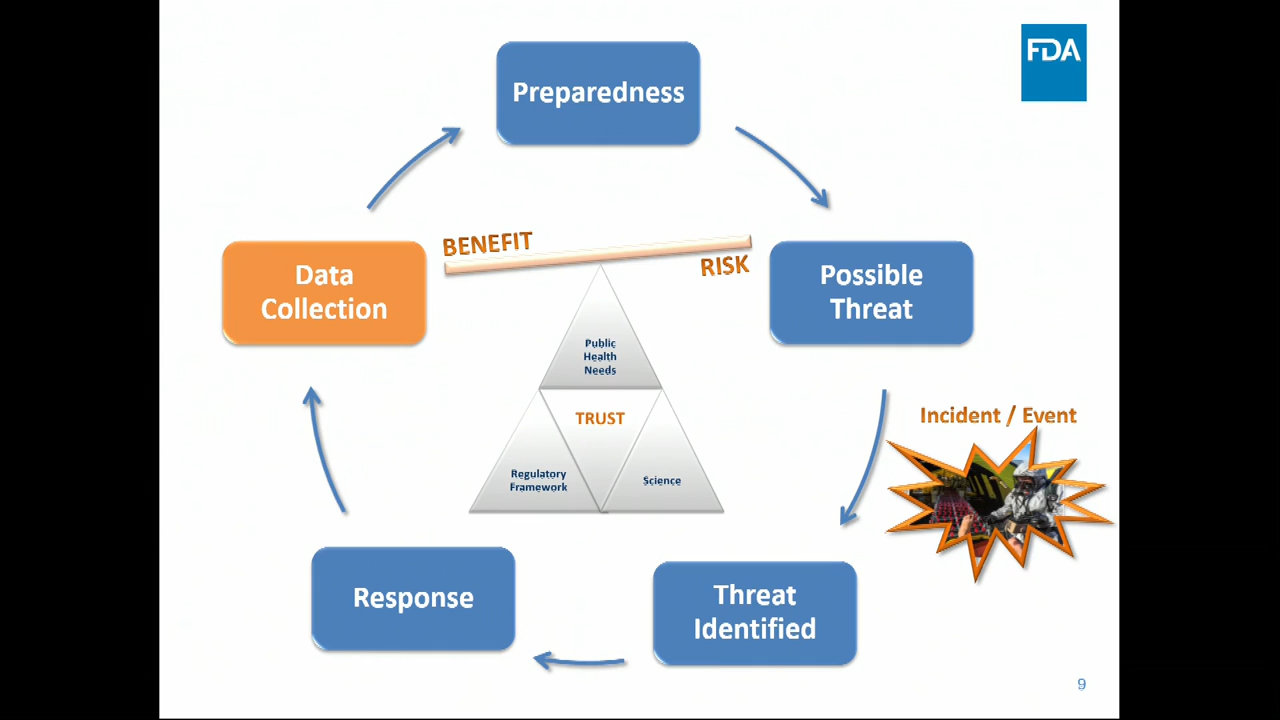 FDA
Preparedness
BENEFIT
RISK
Data
Collection
Possible
Threat
Public
Health
Needs
TRUST
Regulatory
Framework
Science
Incident / Event
Response
Threat
Identified
9